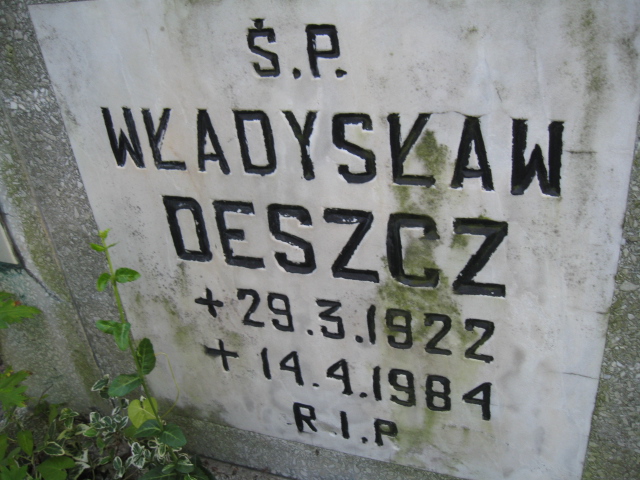 Ś.P.
WŁADYSŁAW
DESZCZ
+ 29.3.1922
+ 14.4.1984
R.I.P